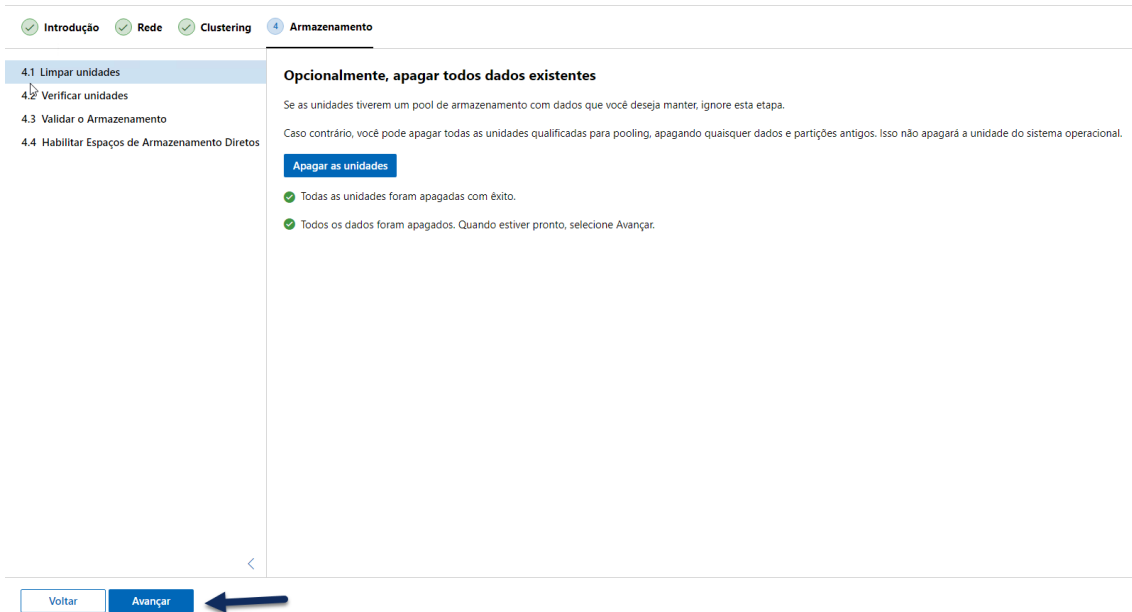 Introdução
Rede
Clustering
4 Armazenamento
4.1 Limpar unidades
4.2 Verificar unidades
4.3 Validar o Armazenamento
4.4 Habilitar Espaços de Armazenamento Diretos
Opcionalmente, apagar todos dados existentes
Se as unidades tiverem um pool de armazenamento com dados que você deseja manter, ignore esta etapa.
Caso contrário, você pode apagar todas as unidades qualificadas para pooling, apagando quaisquer dados e partições antigos. Isso não apagará a unidade do sistema operacional.
Apagar as unidades
Todas as unidades foram apagadas com êxito.
Todos os dados foram apagados. Quando estiver pronto, selecione Avançar.
Voltar
Avançar